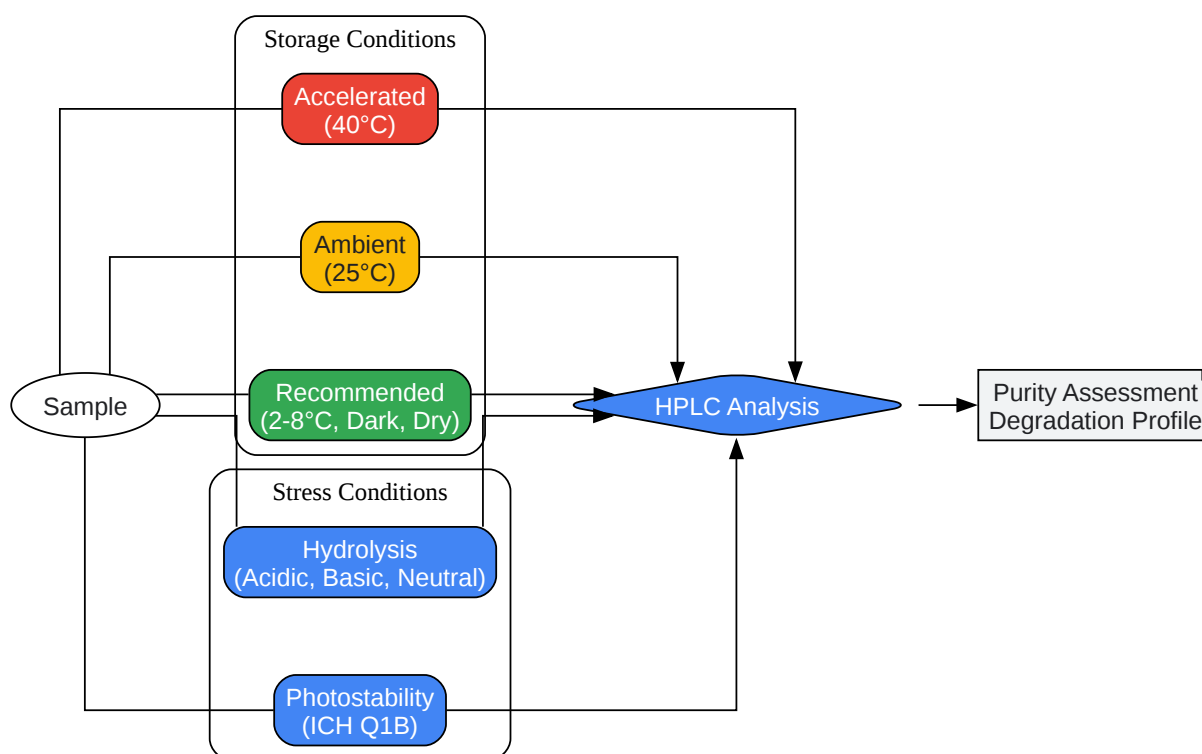 Storage Conditions
Accelerated
(40°C)
Ambient
(25°C)
Sample
Recommended
(2-8°C, Dark, Dry)
HPLC Analysis
Purity Assessment
Degradation Profile
Stress Conditions
Hydrolysis
(Acidic, Basic, Neutral)
Photostability
(ICH Q1B)